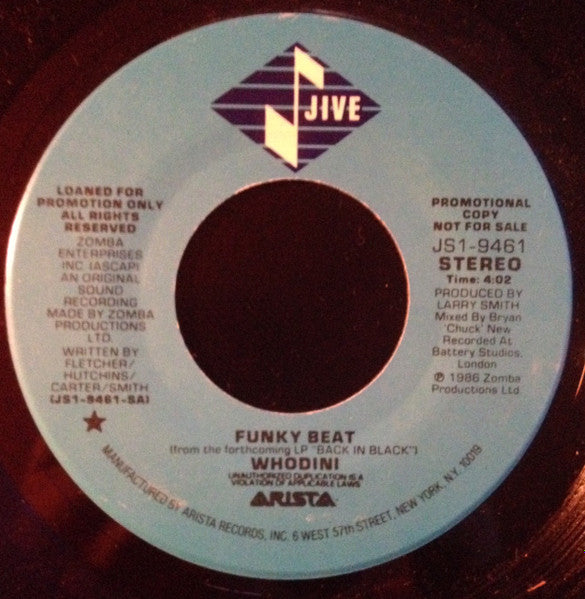 JIVE
LOANED FOR
PROMOTION ONLY
ALL RIGHTS
RESERVED
ZOMBA
ENTERPRISES
INC. (ASCAP)
AN ORIGINAL
SOUND
RECORDING
MADE BY ZOMBA
PRODUCTIONS
LTD.
WRITTEN BY
FLETCHER/
HUTCHINS/
CARTER/SMITH
(JS1-9461-SA)
PROMOTIONAL
COPY
NOT FOR SALE
JS1-9461
STEREO
Time: 4:02
PRODUCED BY
LARRY SMITH
Mixed By Bryan
'Chuck' New
Recorded At
Battery Studios,
London
℗ 1986 Zomba
Productions Ltd.
FUNKY BEAT
(from the forthcoming LP "BACK IN BLACK")
WHODINI
UNAUTHORIZED DUPLICATION IS A
VIOLATION OF APPLICABLE LAWS
ARISTA
MANUFACTURED BY ARISTA RECORDS, INC. 6 WEST 57th STREET, NEW YORK, N.Y. 10019